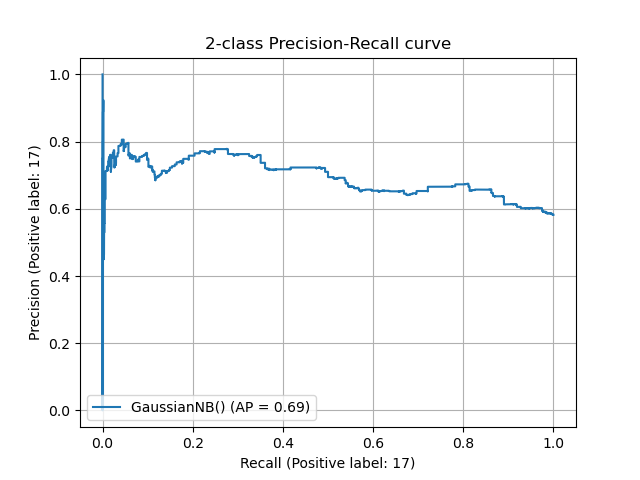 2-class Precision-Recall curve
Precision (Positive label: 17)
1.0
0.8
0.6
0.4
0.2
0.0
GaussianNB() (AP = 0.69)
0.0 0.2 0.4 0.6 0.8 1.0
Recall (Positive label: 17)